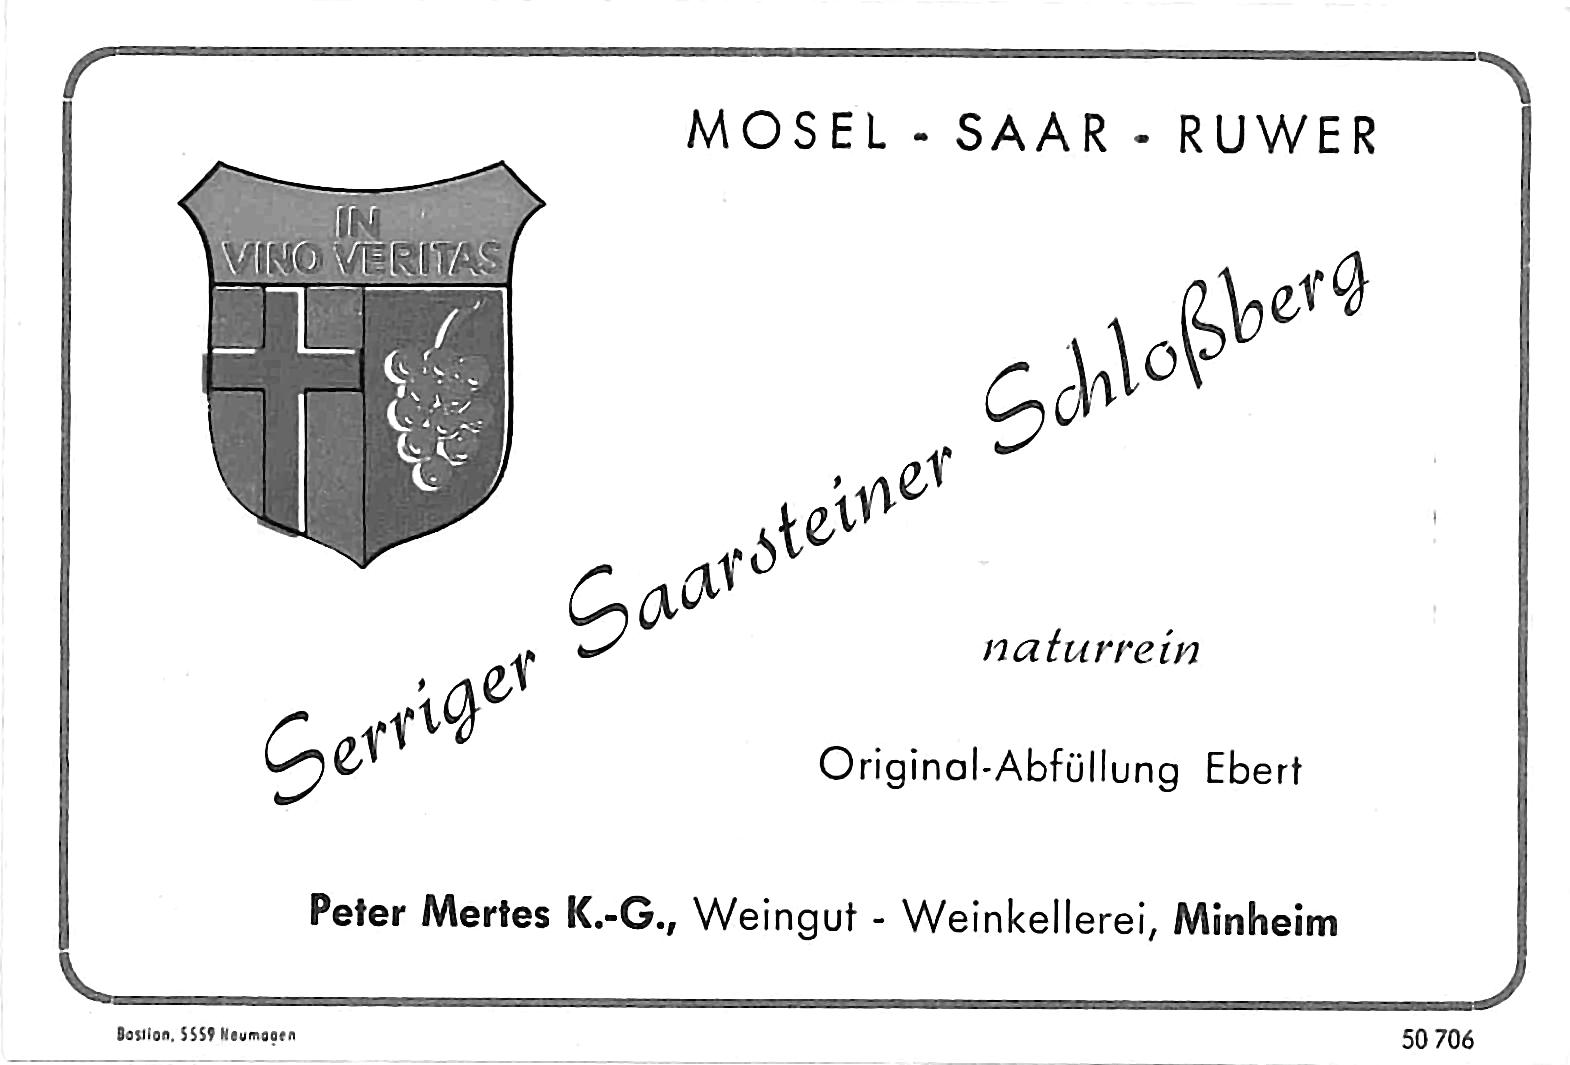 MOSEL - SAAR - RUWER
IN
VINO VERITAS
Serriger Saarsteiner Schloßberg
naturrein
Original-Abfüllung Ebert
Peter Mertes K.-G., Weingut - Weinkellerei, Minheim
Bastian, 5559 Neumagen
50 706